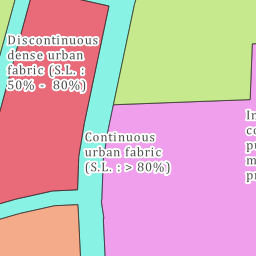 Discontinuous
dense urban
fabric (S.L. :
50% - 80%)
Continuous
urban fabric
(S.L. : > 80%)